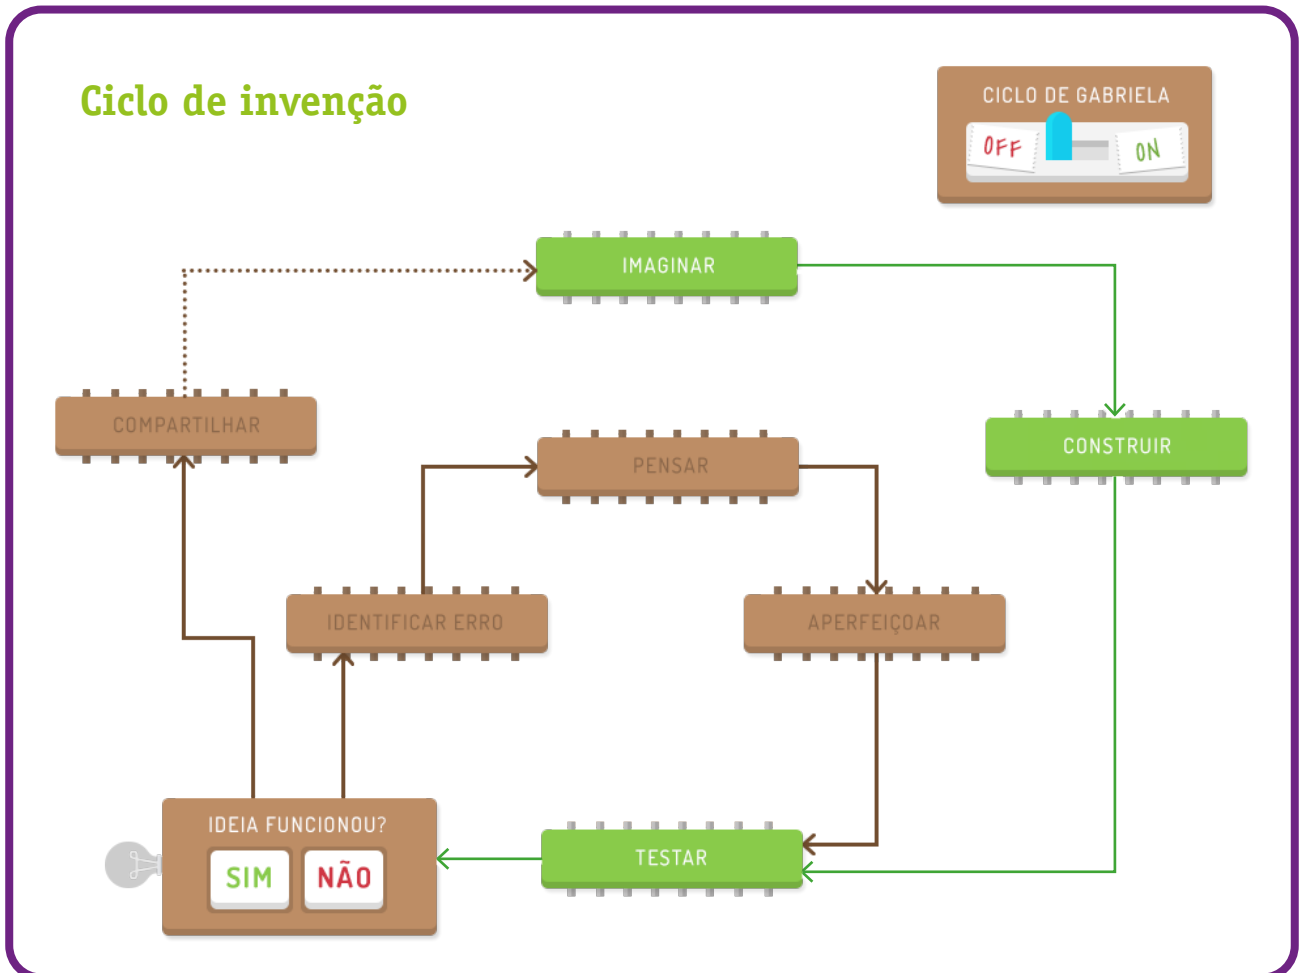 Ciclo de invenção
CICLO DE GABRIELA
OFF
ON
IMAGINAR
COMPARTILHAR
CONSTRUIR
PENSAR
IDENTIFICAR ERRO
APERFEIÇOAR
IDEIA FUNCIONOU?
SIM
NÃO
TESTAR